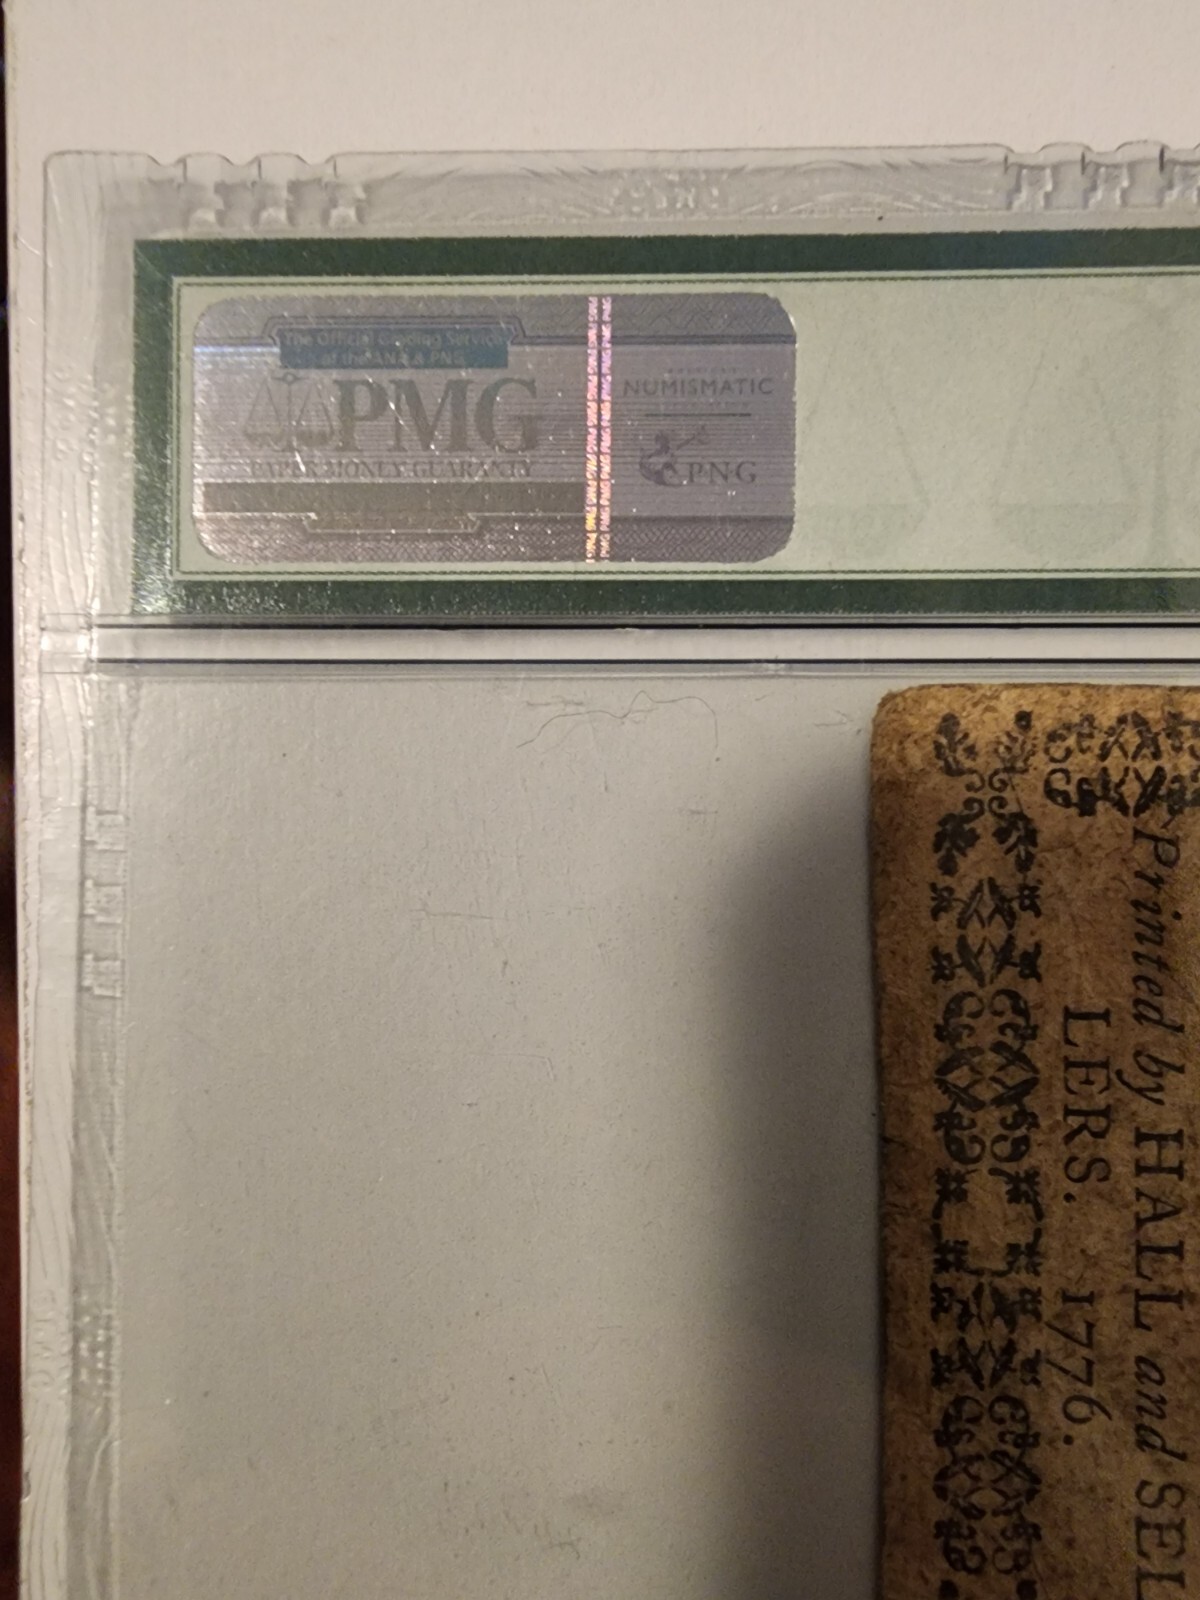 The Official Grading Service
of the ANA & PNG
PMG
PAPER MONEY GUARANTY
NUMISMATIC
PNG
Printed by HALL and SEL
LERS. 1776.